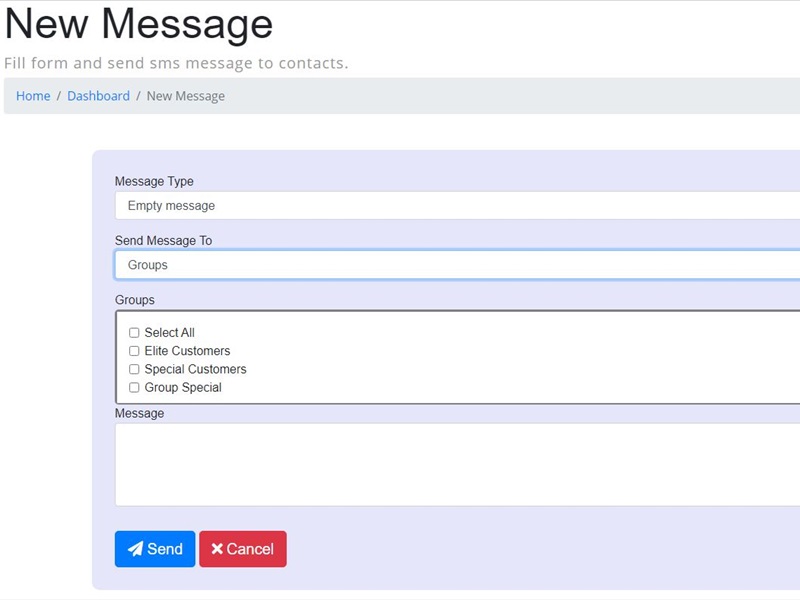 New Message
Fill form and send sms message to contacts.
Home / Dashboard / New Message
Message Type
Empty message
Send Message To
Groups
Groups
Select All
Elite Customers
Special Customers
Group Special
Message
Send Cancel